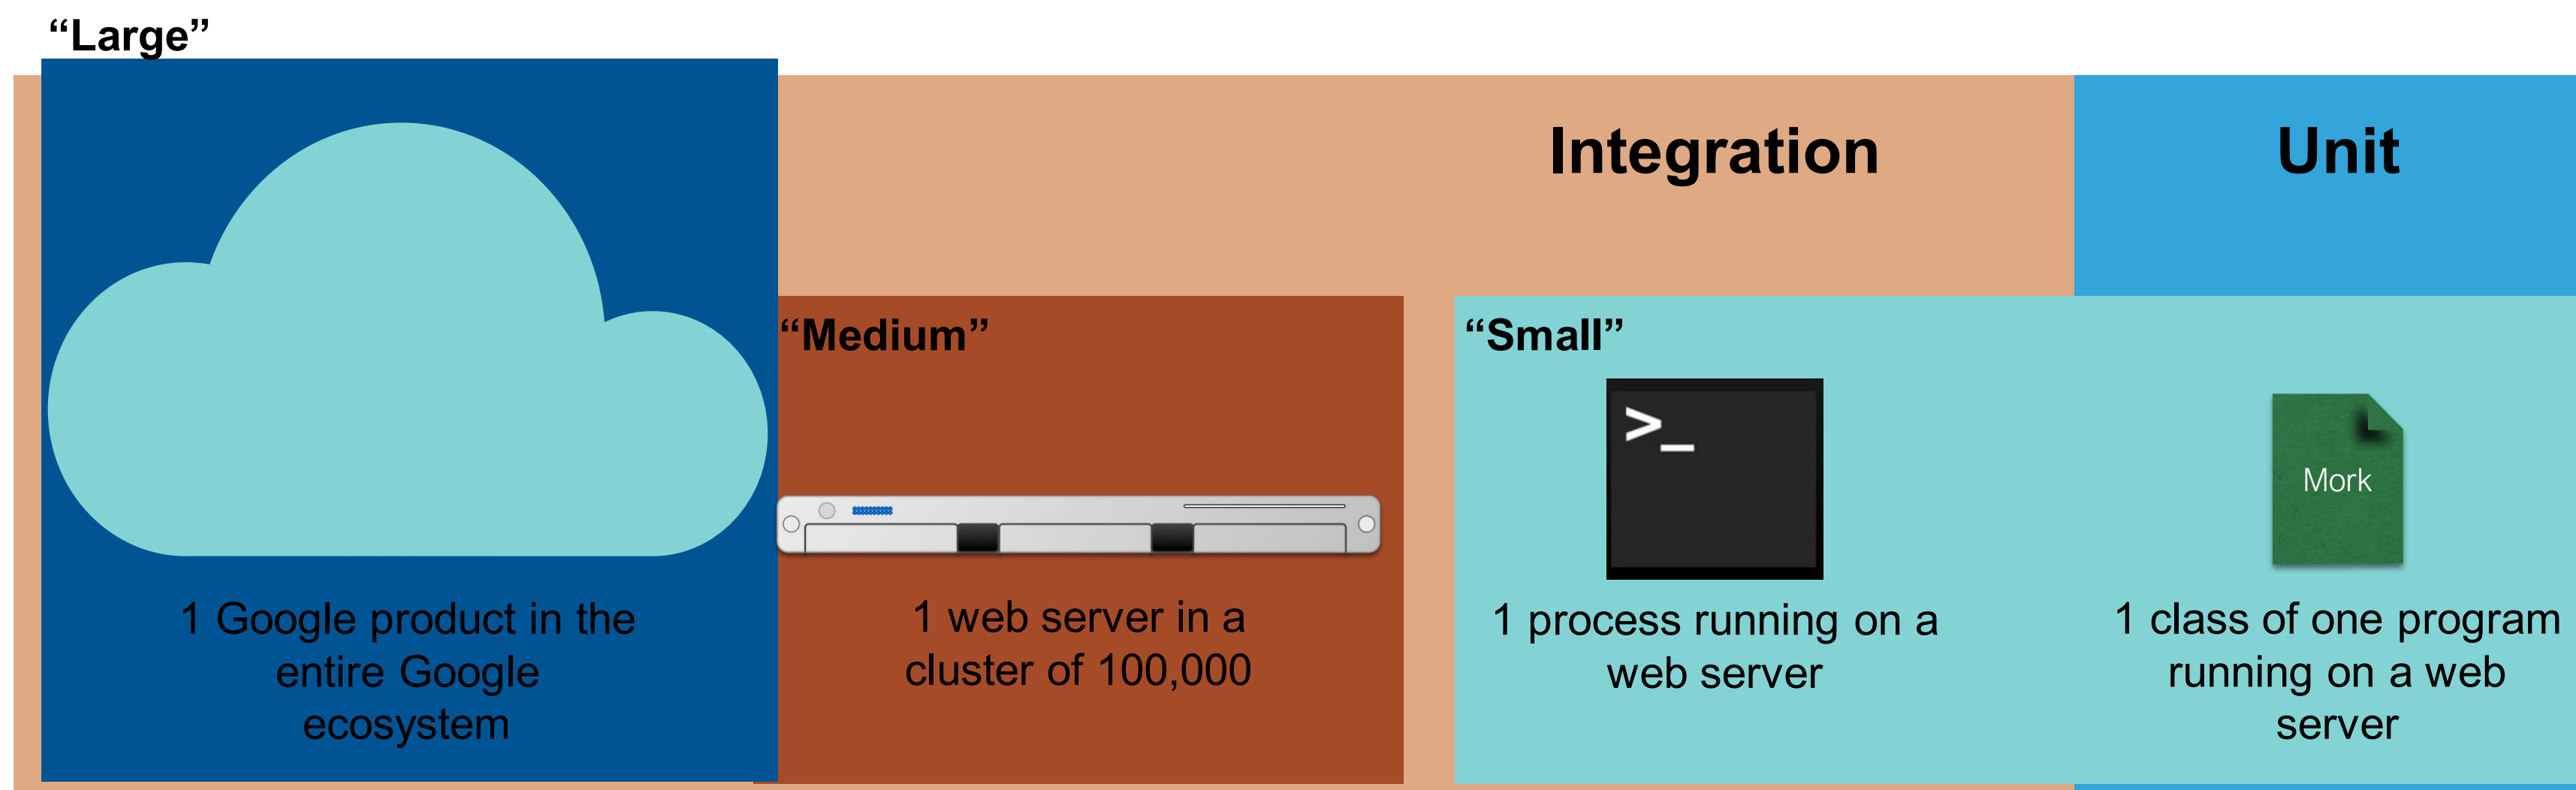 “Large”
Integration
Unit
“Medium”
“Small”
>_
Mork
1 Google product in the
entire Google
ecosystem
1 web server in a
cluster of 100,000
1 process running on a
web server
1 class of one program
running on a web
server